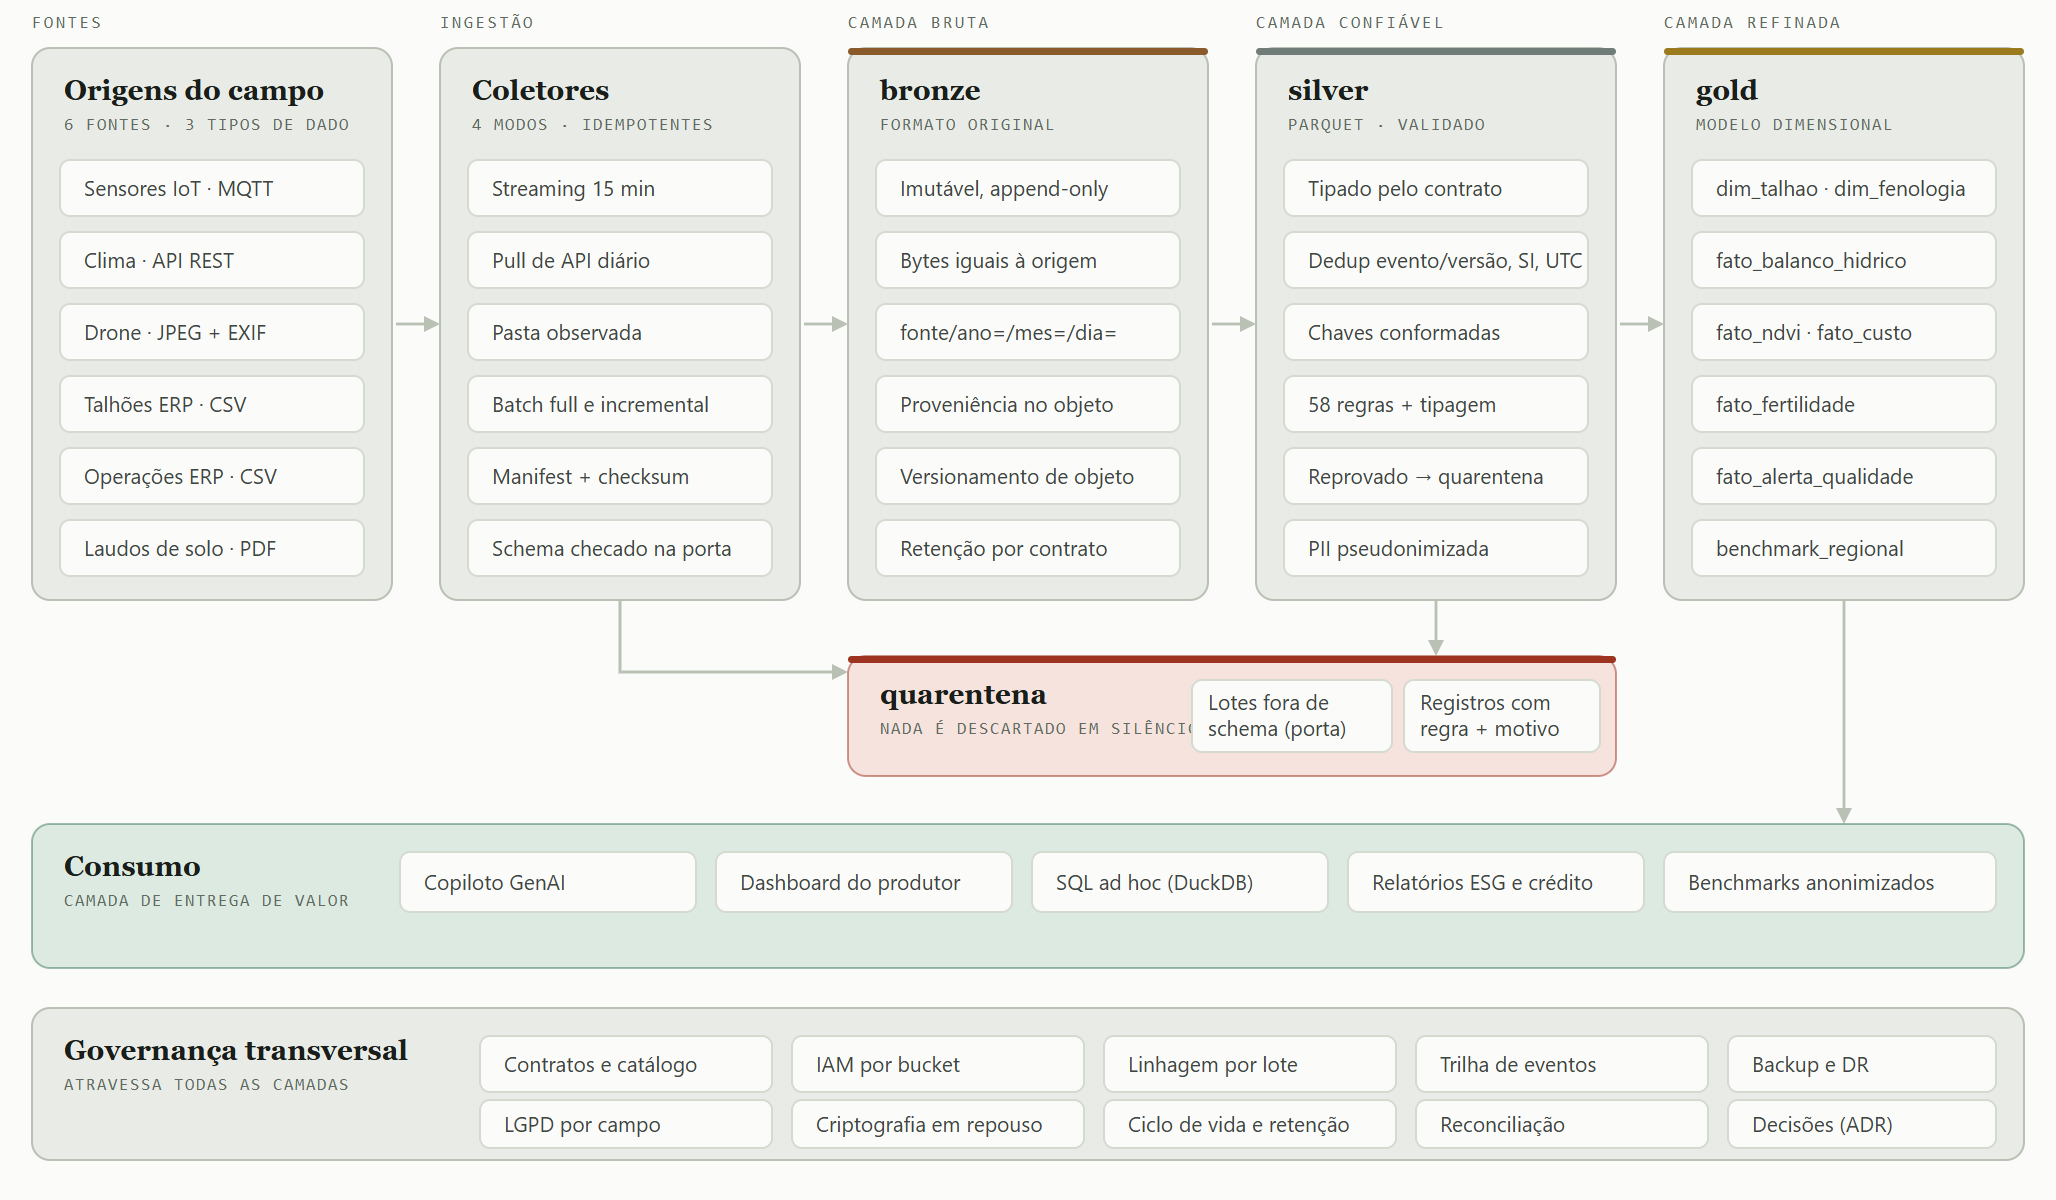 FONTES
Origens do campo
6 FONTES · 3 TIPOS DE DADO
Sensores IoT · MQTT
Clima · API REST
Drone · JPEG + EXIF
Talhões ERP · CSV
Operações ERP · CSV
Laudos de solo · PDF
INGESTÃO
Coletores
4 MODOS · IDEMPOTENTES
Streaming 15 min
Pull de API diário
Pasta observada
Batch full e incremental
Manifest + checksum
Schema checado na porta
CAMADA BRUTA
bronze
FORMATO ORIGINAL
Imutável, append-only
Bytes iguais à origem
fonte/ano=/mes=/dia=
Proveniência no objeto
Versionamento de objeto
Retenção por contrato
CAMADA CONFIÁVEL
silver
PARQUET · VALIDADO
Tipado pelo contrato
Dedup evento/versão, SI, UTC
Chaves conformadas
58 regras + tipagem
Reprovado → quarentena
PII pseudonimizada
CAMADA REFINADA
gold
MODELO DIMENSIONAL
dim_talhao · dim_fenologia
fato_balanco_hidrico
fato_ndvi · fato_custo
fato_fertilidade
fato_alerta_qualidade
benchmark_regional
quarentena
NADA É DESCARTADO EM SILÊNCIO
Lotes fora de
schema (porta)
Registros com
regra + motivo
Consumo
CAMADA DE ENTREGA DE VALOR
Copiloto GenAI
Dashboard do produtor
SQL ad hoc (DuckDB)
Relatórios ESG e crédito
Benchmarks anonimizados
Governança transversal
ATRAVESSA TODAS AS CAMADAS
Contratos e catálogo
IAM por bucket
Linhagem por lote
Trilha de eventos
Backup e DR
LGPD por campo
Criptografia em repouso
Ciclo de vida e retenção
Reconciliação
Decisões (ADR)